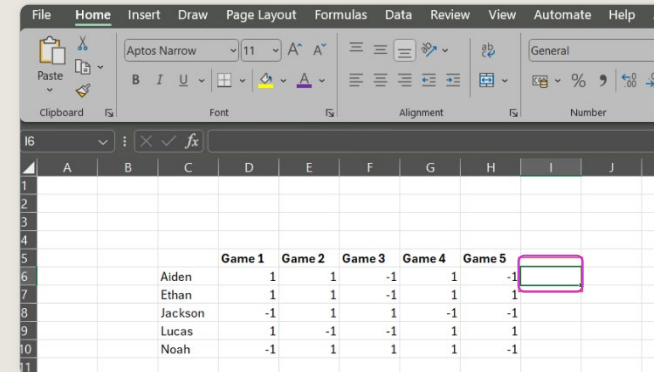 File Home Insert Draw Page Layout Formulas Data Review View Automate Help
Aptos Narrow 11 A A General
Paste B I U A % 9 .00
Clipboard Font Alignment Number
I6 fx
A B C D E F G H I J
1
2
3
4
5 Game 1 Game 2 Game 3 Game 4 Game 5
6 Aiden 1 1 -1 1 -1
7 Ethan 1 1 -1 1 1
8 Jackson -1 1 1 -1 -1
9 Lucas 1 -1 -1 1 1
10 Noah -1 1 1 1 -1
11